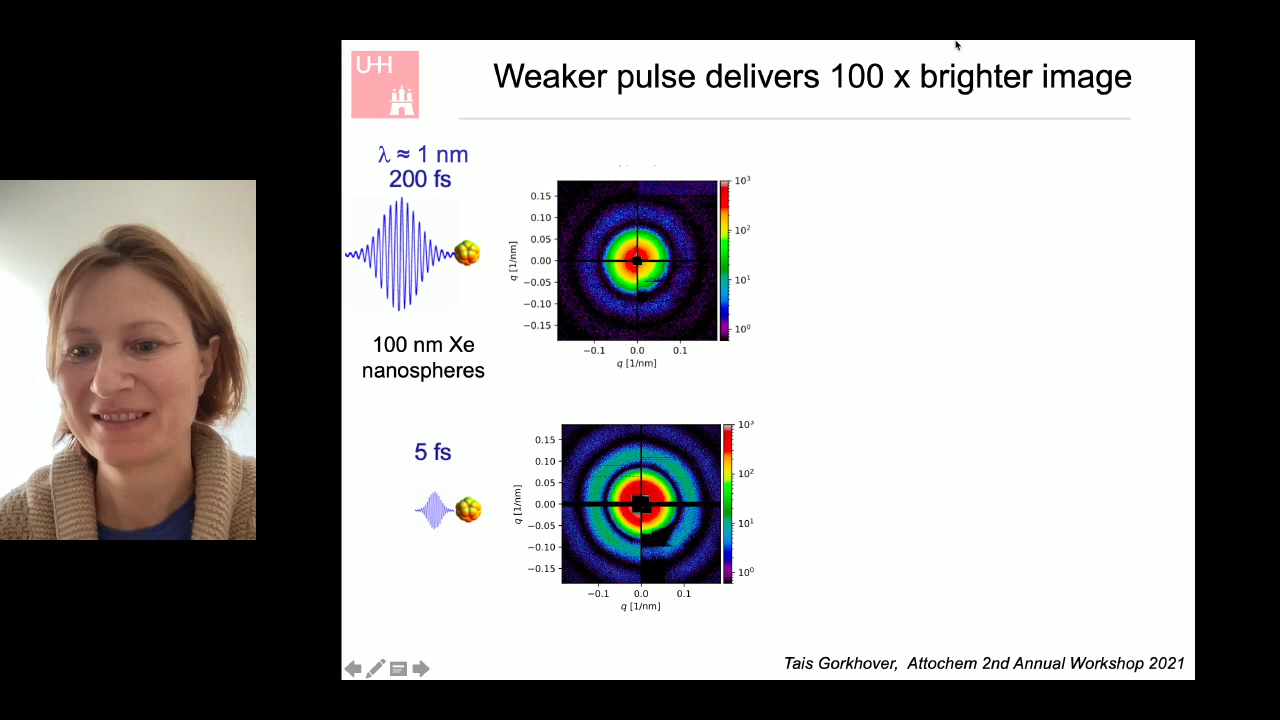 UHH
Weaker pulse delivers 100 x brighter image
λ ≈ 1 nm
200 fs
100 nm Xe
nanospheres
q [1/nm]
0.15
0.10
0.05
0.00
−0.05
−0.10
−0.15
−0.1
0.0
0.1
q [1/nm]
10³
10²
10¹
10⁰
5 fs
q [1/nm]
0.15
0.10
0.05
0.00
−0.05
−0.10
−0.15
−0.1
0.0
0.1
q [1/nm]
10³
10²
10¹
10⁰
Tais Gorkhover, Attochem 2nd Annual Workshop 2021